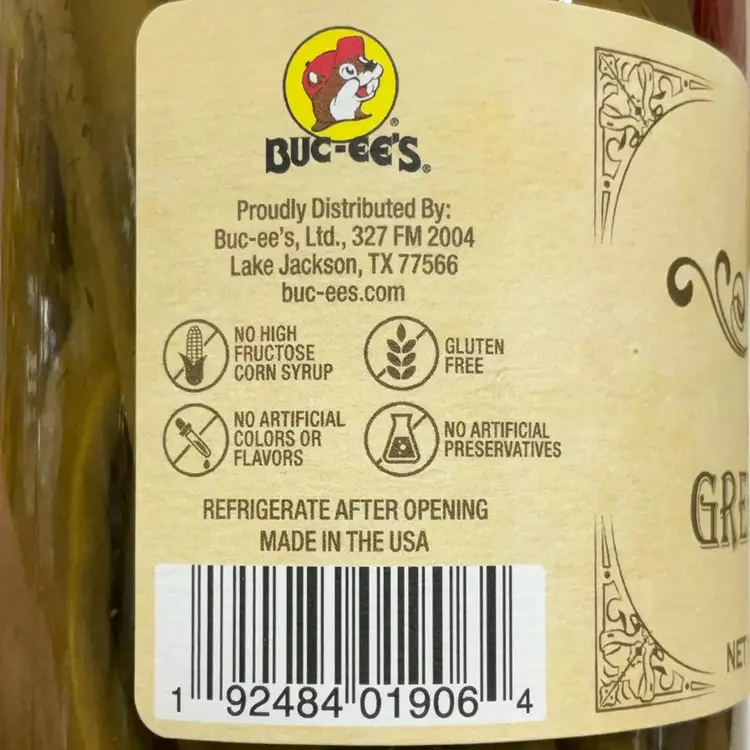 BUC-EE'S®
Proudly Distributed By:
Buc-ee's, Ltd., 327 FM 2004
Lake Jackson, TX 77566
buc-ees.com
NO HIGH
FRUCTOSE
CORN SYRUP
GLUTEN
FREE
NO ARTIFICIAL
COLORS OR
FLAVORS
NO ARTIFICIAL
PRESERVATIVES
REFRIGERATE AFTER OPENING
MADE IN THE USA
1 92484 01906 4
NET